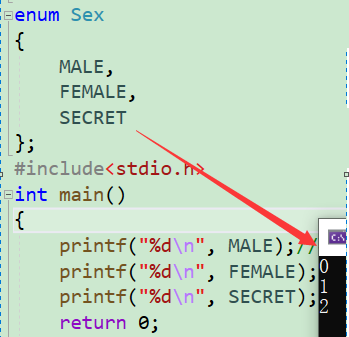 enum Sex
{
    MALE,
    FEMALE,
    SECRET
};
#include<stdio.h>
int main()
{
    printf("%d\n", MALE);//
    printf("%d\n", FEMALE);
    printf("%d\n", SECRET);
    return 0;
C:\
0
1
2